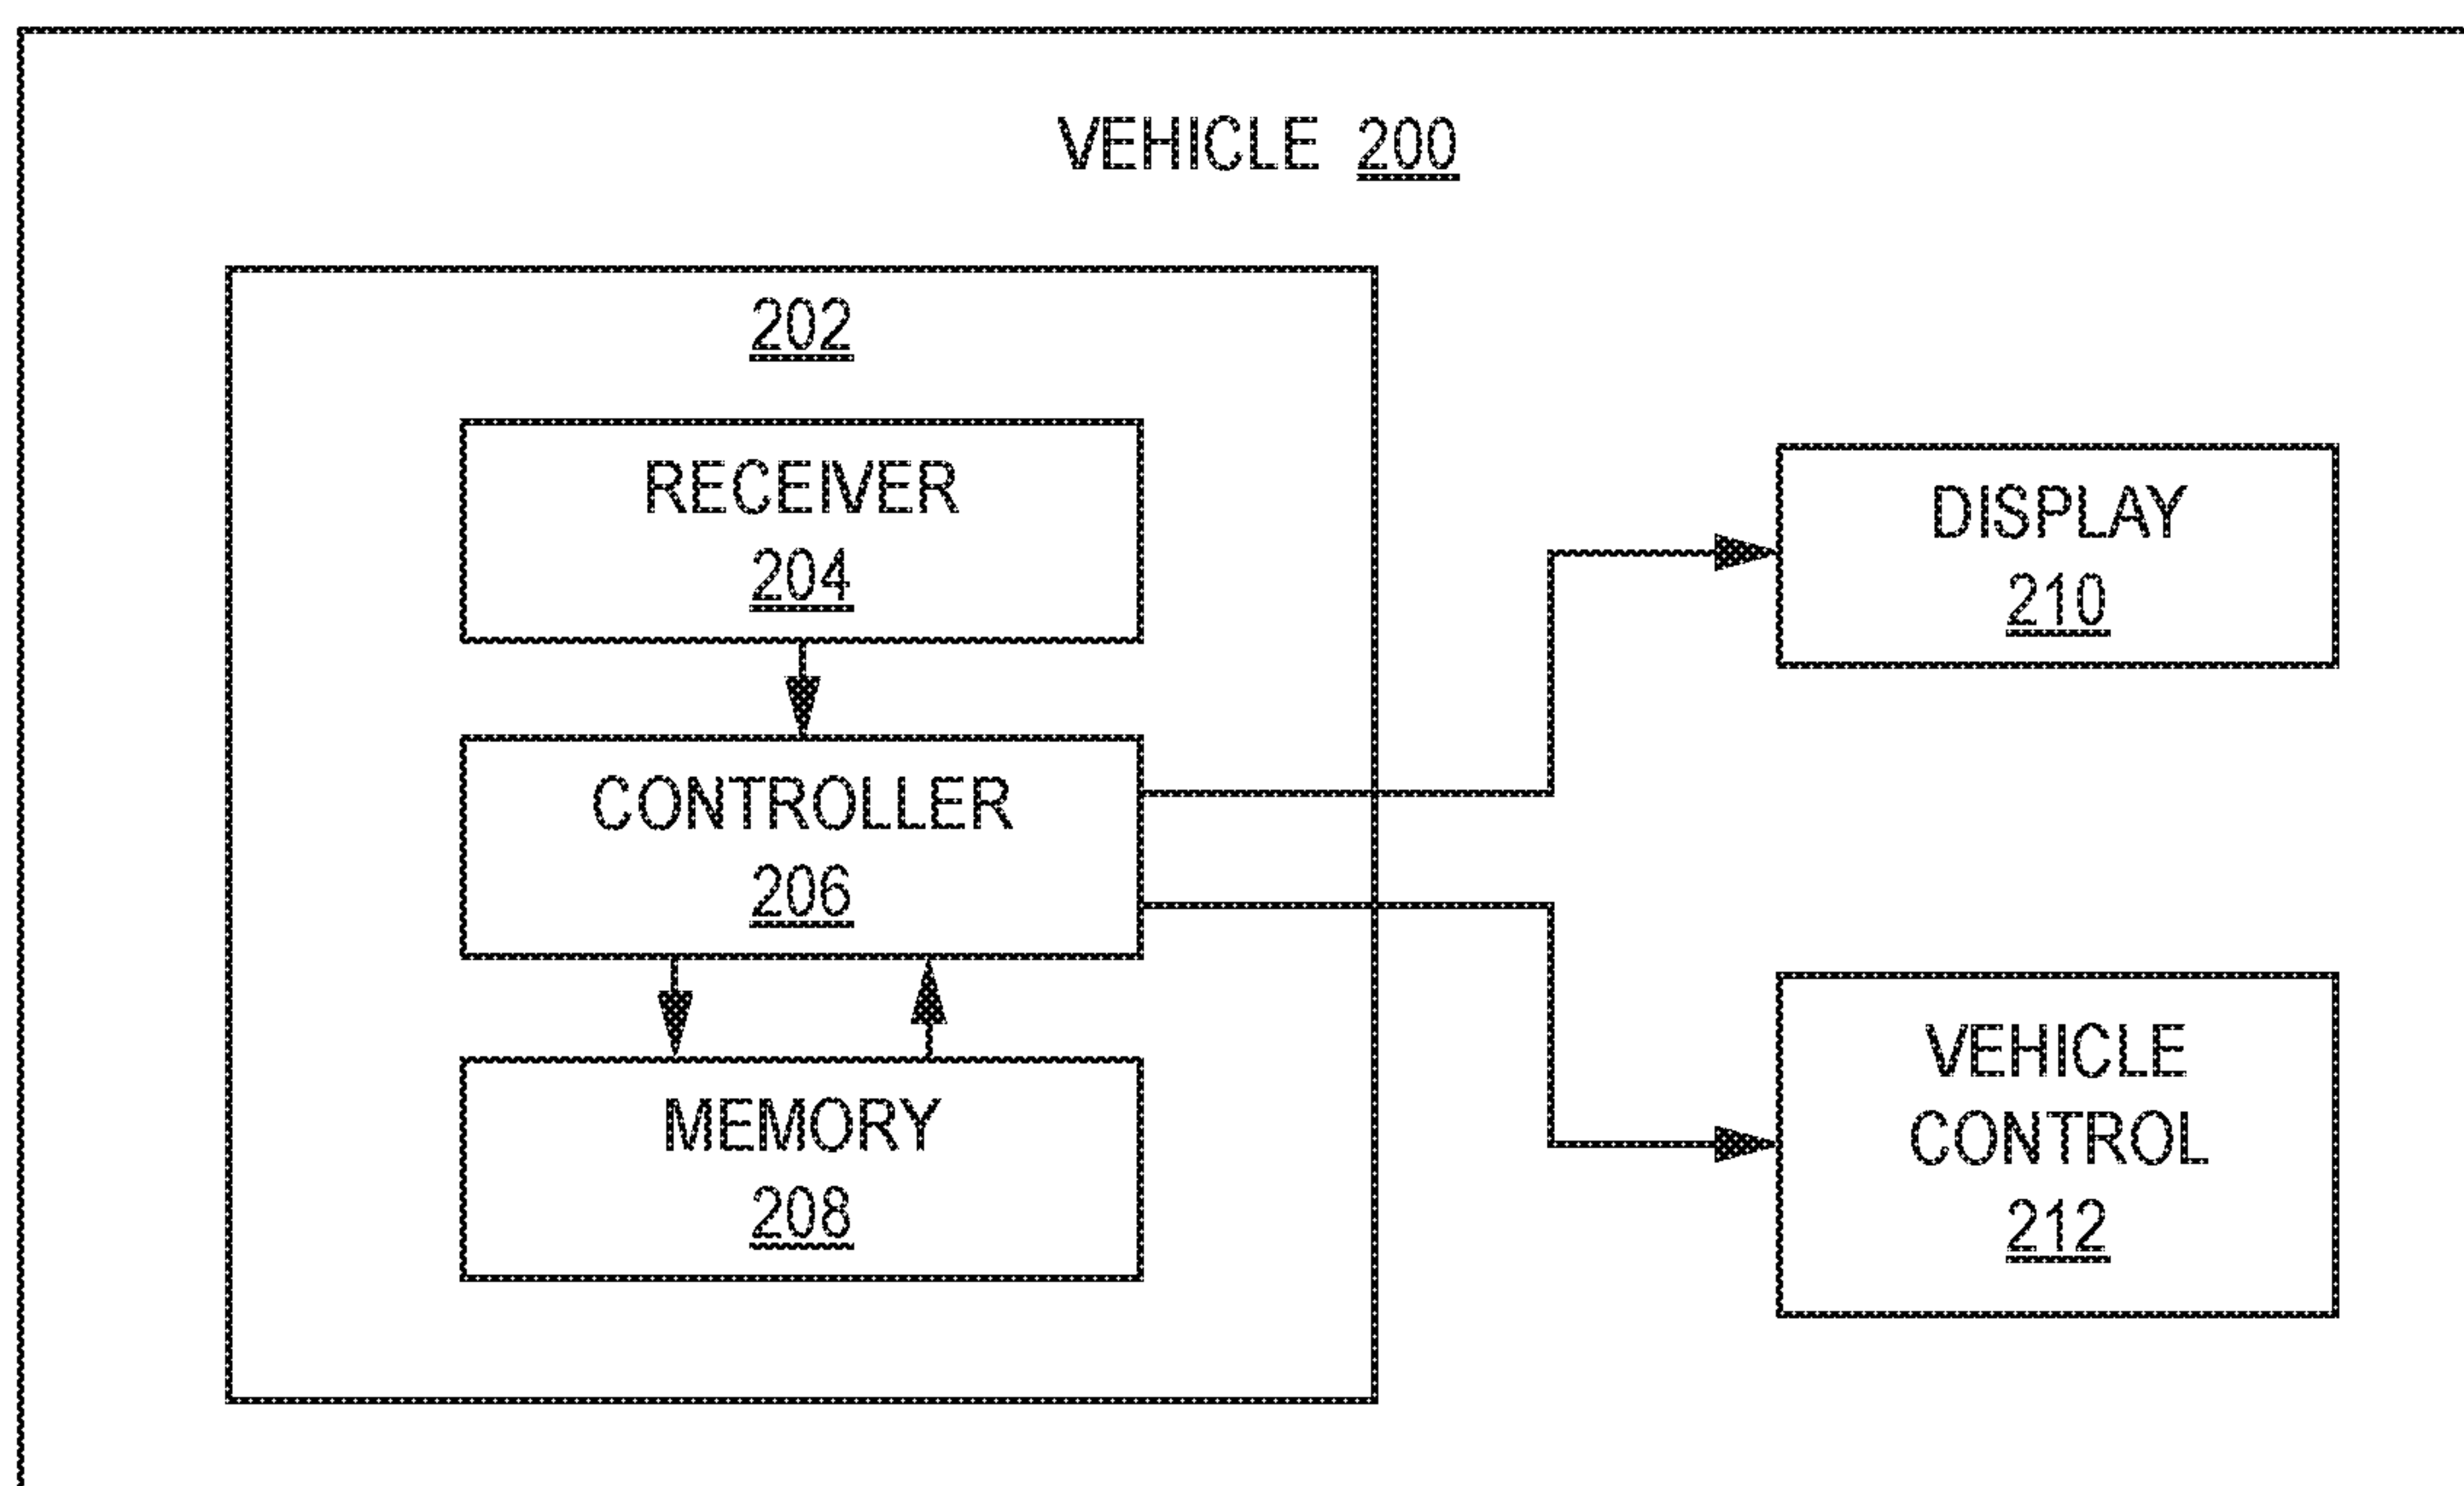 VEHICLE 200
202
RECEIVER
204
CONTROLLER
206
MEMORY
208
DISPLAY
210
VEHICLE
CONTROL
212